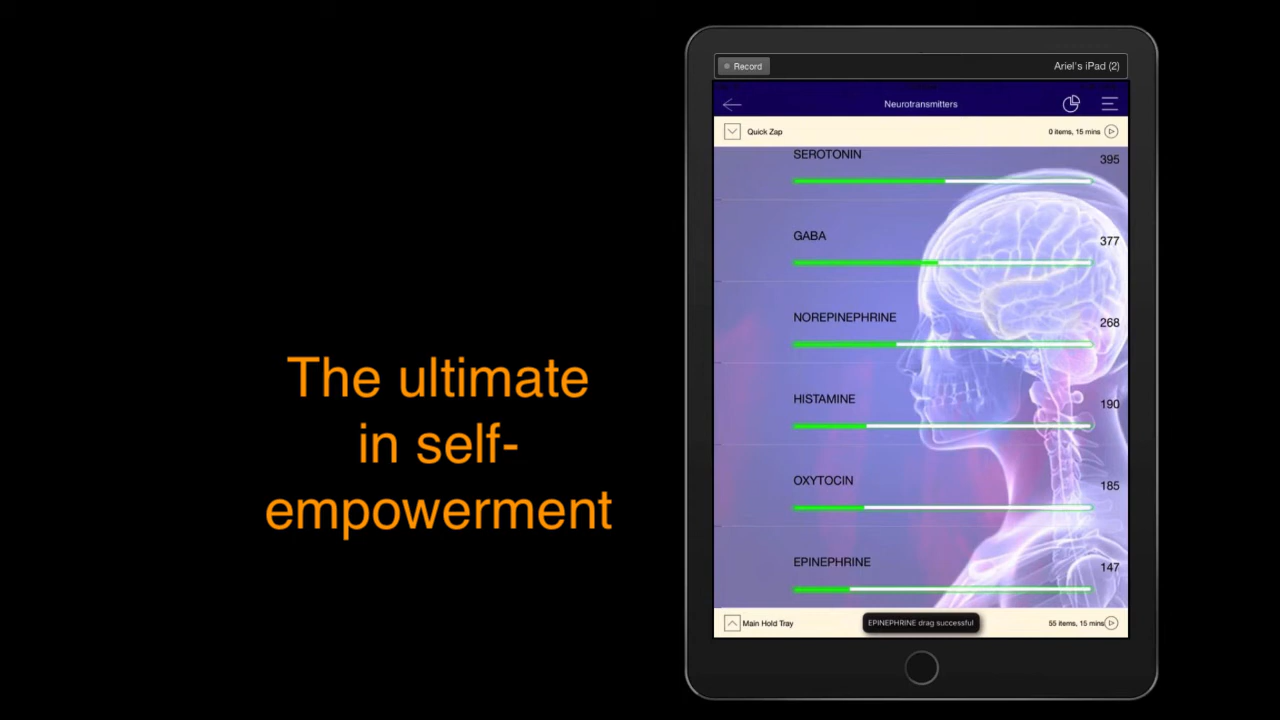 The ultimate
in self-
empowerment
Record
Ariel's iPad (2)
Neurotransmitters
Quick Zap
0 items, 15 mins
SEROTONIN
395
GABA
377
NOREPINEPHRINE
268
HISTAMINE
190
OXYTOCIN
185
EPINEPHRINE
147
Main Hold Tray
EPINEPHRINE drag successful
55 items, 15 mins